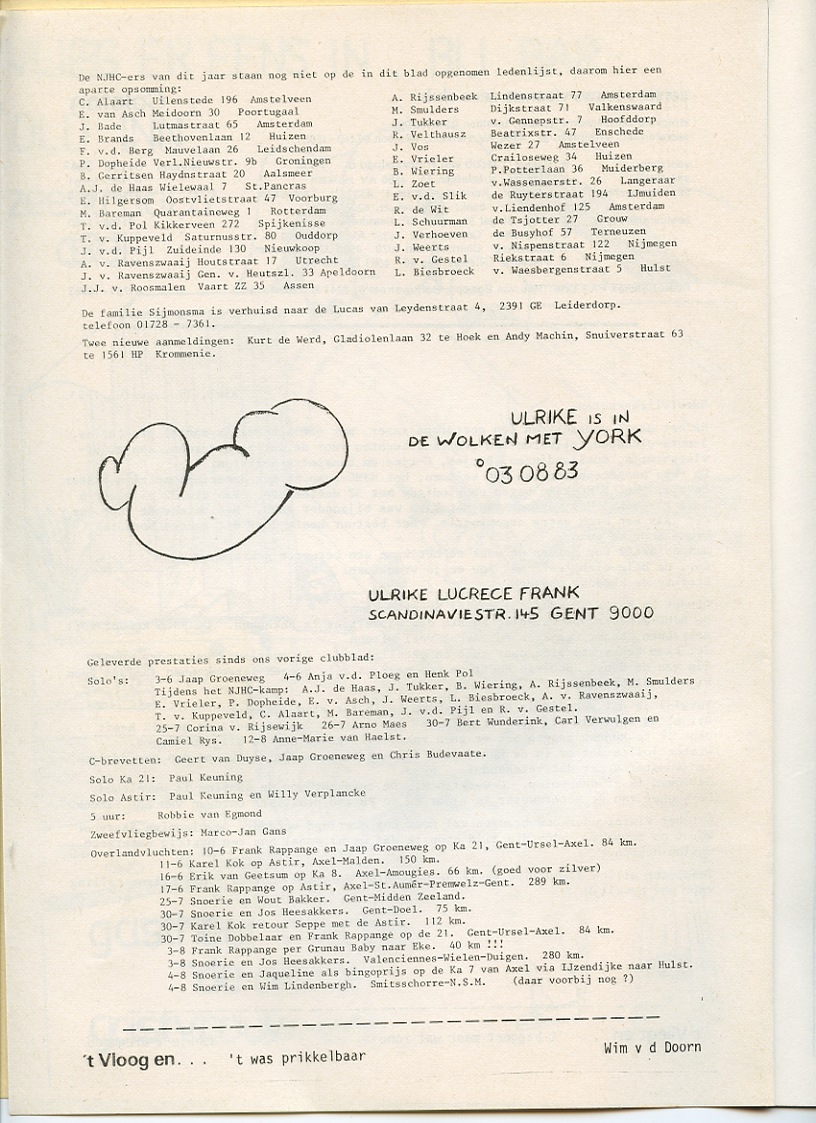 De NJHC-ers van dit jaar staan nog niet op de in dit blad opgenomen ledenlijst, daarom hier een
aparte opsomming:
C. Alaart Uilenstede 196 Amstelveen
E. van Asch Meidoorn 30 Poortugaal
J. Bade Lutmastraat 65 Amsterdam
E. Brands Beethovenlaan 12 Huizen
F. v.d. Berg Mauvelaan 26 Leidschendam
P. Dopheide Verl.Nieuwstr. 9b Groningen
B. Gerritsen Haydnstraat 20 Aalsmeer
A.J. de Haas Wielewaal 7 St.Pancras
E. Hilgersom Oostvlietstraat 47 Voorburg
M. Bareman Quarantaineweg 1 Rotterdam
T. v.d. Pol Kikkerveen 272 Spijkenisse
T. v. Kuppeveld Saturnusstr. 80 Ouddorp
J. v.d. Pijl Zuideinde 130 Nieuwkoop
A. v. Ravenszwaaij Houtstraat 17 Utrecht
J. v. Ravenszwaaij Gen. v. Heutszl. 33 Apeldoorn
J.J. v. Roosmalen Vaart ZZ 35 Assen
A. Rijssenbeek Lindenstraat 77 Amsterdam
M. Smulders Dijkstraat 71 Valkenswaard
J. Tukker v. Gennepstr. 7 Hoofddorp
R. Velthausz Beatrixstr. 47 Enschede
J. Vos Wezer 27 Amstelveen
E. Vrieler Crailoseweg 34 Huizen
B. Wiering P.Potterlaan 36 Muiderberg
L. Zoet v.Wassenaerstr. 26 Langeraar
E. v.d. Slik de Ruyterstraat 194 IJmuiden
R. de Wit v.Liendenhof 125 Amsterdam
L. Schuurman de Tsjotter 27 Grouw
J. Verhoeven de Busyhof 57 Terneuzen
J. Weerts v. Nispenstraat 122 Nijmegen
R. v. Gestel Riekstraat 6 Nijmegen
L. Biesbroeck v. Waesbergenstraat 5 Hulst
De familie Sijmonsma is verhuisd naar de Lucas van Leydenstraat 4, 2391 GE Leiderdorp.
telefoon 01728 - 7361.
Twee nieuwe aanmeldingen: Kurt de Werd, Gladiolenlaan 32 te Hoek en Andy Machin, Snuiverstraat 63
te 1561 HP Krommenie.
ULRIKE IS IN
DE WOLKEN MET YORK
°03 08 83
ULRIKE LUCRECE FRANK
SCANDINAVIESTR. 145 GENT 9000
Geleverde prestaties sinds ons vorige clubblad:
Solo's: 3-6 Jaap Groeneweg 4-6 Anja v.d. Ploeg en Henk Pol
Tijdens het NJHC-kamp: A.J. de Haas, J. Tukker, B. Wiering, A. Rijssenbeek, M. Smulders
E. Vrieler, P. Dopheide, E. v. Asch, J. Weerts, L. Biesbroeck, A. v. Ravenszwaaij,
T. v. Kuppeveld, C. Alaart, M. Bareman, J. v.d. Pijl en R. v. Gestel.
25-7 Corina v. Rijsewijk 26-7 Arno Maes 30-7 Bert Wunderink, Carl Verwulgen en
Camiel Rys. 12-8 Anne-Marie van Haelst.
C-brevetten: Geert van Duyse, Jaap Groeneweg en Chris Budevaate.
Solo Ka 21: Paul Keuning
Solo Astir: Paul Keuning en Willy Verplancke
5 uur: Robbie van Egmond
Zweefvliegbewijs: Marco-Jan Gans
Overlandvluchten: 10-6 Frank Rappange en Jaap Groeneweg op Ka 21, Gent-Ursel-Axel. 84 km.
11-6 Karel Kok op Astir, Axel-Malden. 150 km.
16-6 Erik van Geetsum op Ka 8. Axel-Amougies. 66 km. (goed voor zilver)
17-6 Frank Rappange op Astir, Axel-St.Aumêr-Premwelz-Gent. 289 km.
25-7 Snoerie en Wout Bakker. Gent-Midden Zeeland.
30-7 Snoerie en Jos Heesakkers. Gent-Doel. 75 km.
30-7 Karel Kok retour Seppe met de Astir. 112 km.
30-7 Toine Dobbelaar en Frank Rappange op de 21. Gent-Ursel-Axel. 84 km.
3-8 Frank Rappange per Grunau Baby naar Eke. 40 km !!!
3-8 Snoerie en Jos Heesakkers. Valenciennes-Wielen-Duigen. 280 km.
4-8 Snoerie en Jaqueline als bingoprijs op de Ka 7 van Axel via IJzendijke naar Hulst.
4-8 Snoerie en Wim Lindenbergh. Smitsschorre-N.S.M. (daar voorbij nog ?)
't Vloog en... 't was prikkelbaar Wim v d Doorn